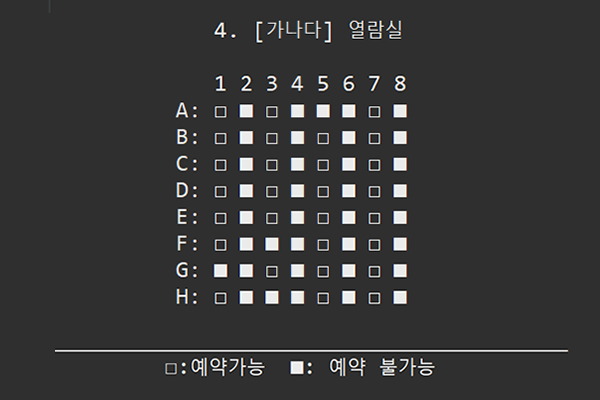 4. [가나다] 열람실
1 2 3 4 5 6 7 8
A: □ ■ □ ■ ■ ■ □ ■
B: □ ■ □ ■ □ ■ □ ■
C: □ ■ □ ■ □ ■ □ ■
D: □ ■ □ ■ □ ■ □ ■
E: □ ■ □ ■ □ ■ □ ■
F: □ ■ ■ ■ □ ■ □ ■
G: ■ ■ □ ■ □ ■ □ ■
H: □ ■ ■ ■ □ ■ □ ■
□:예약가능 ■: 예약 불가능